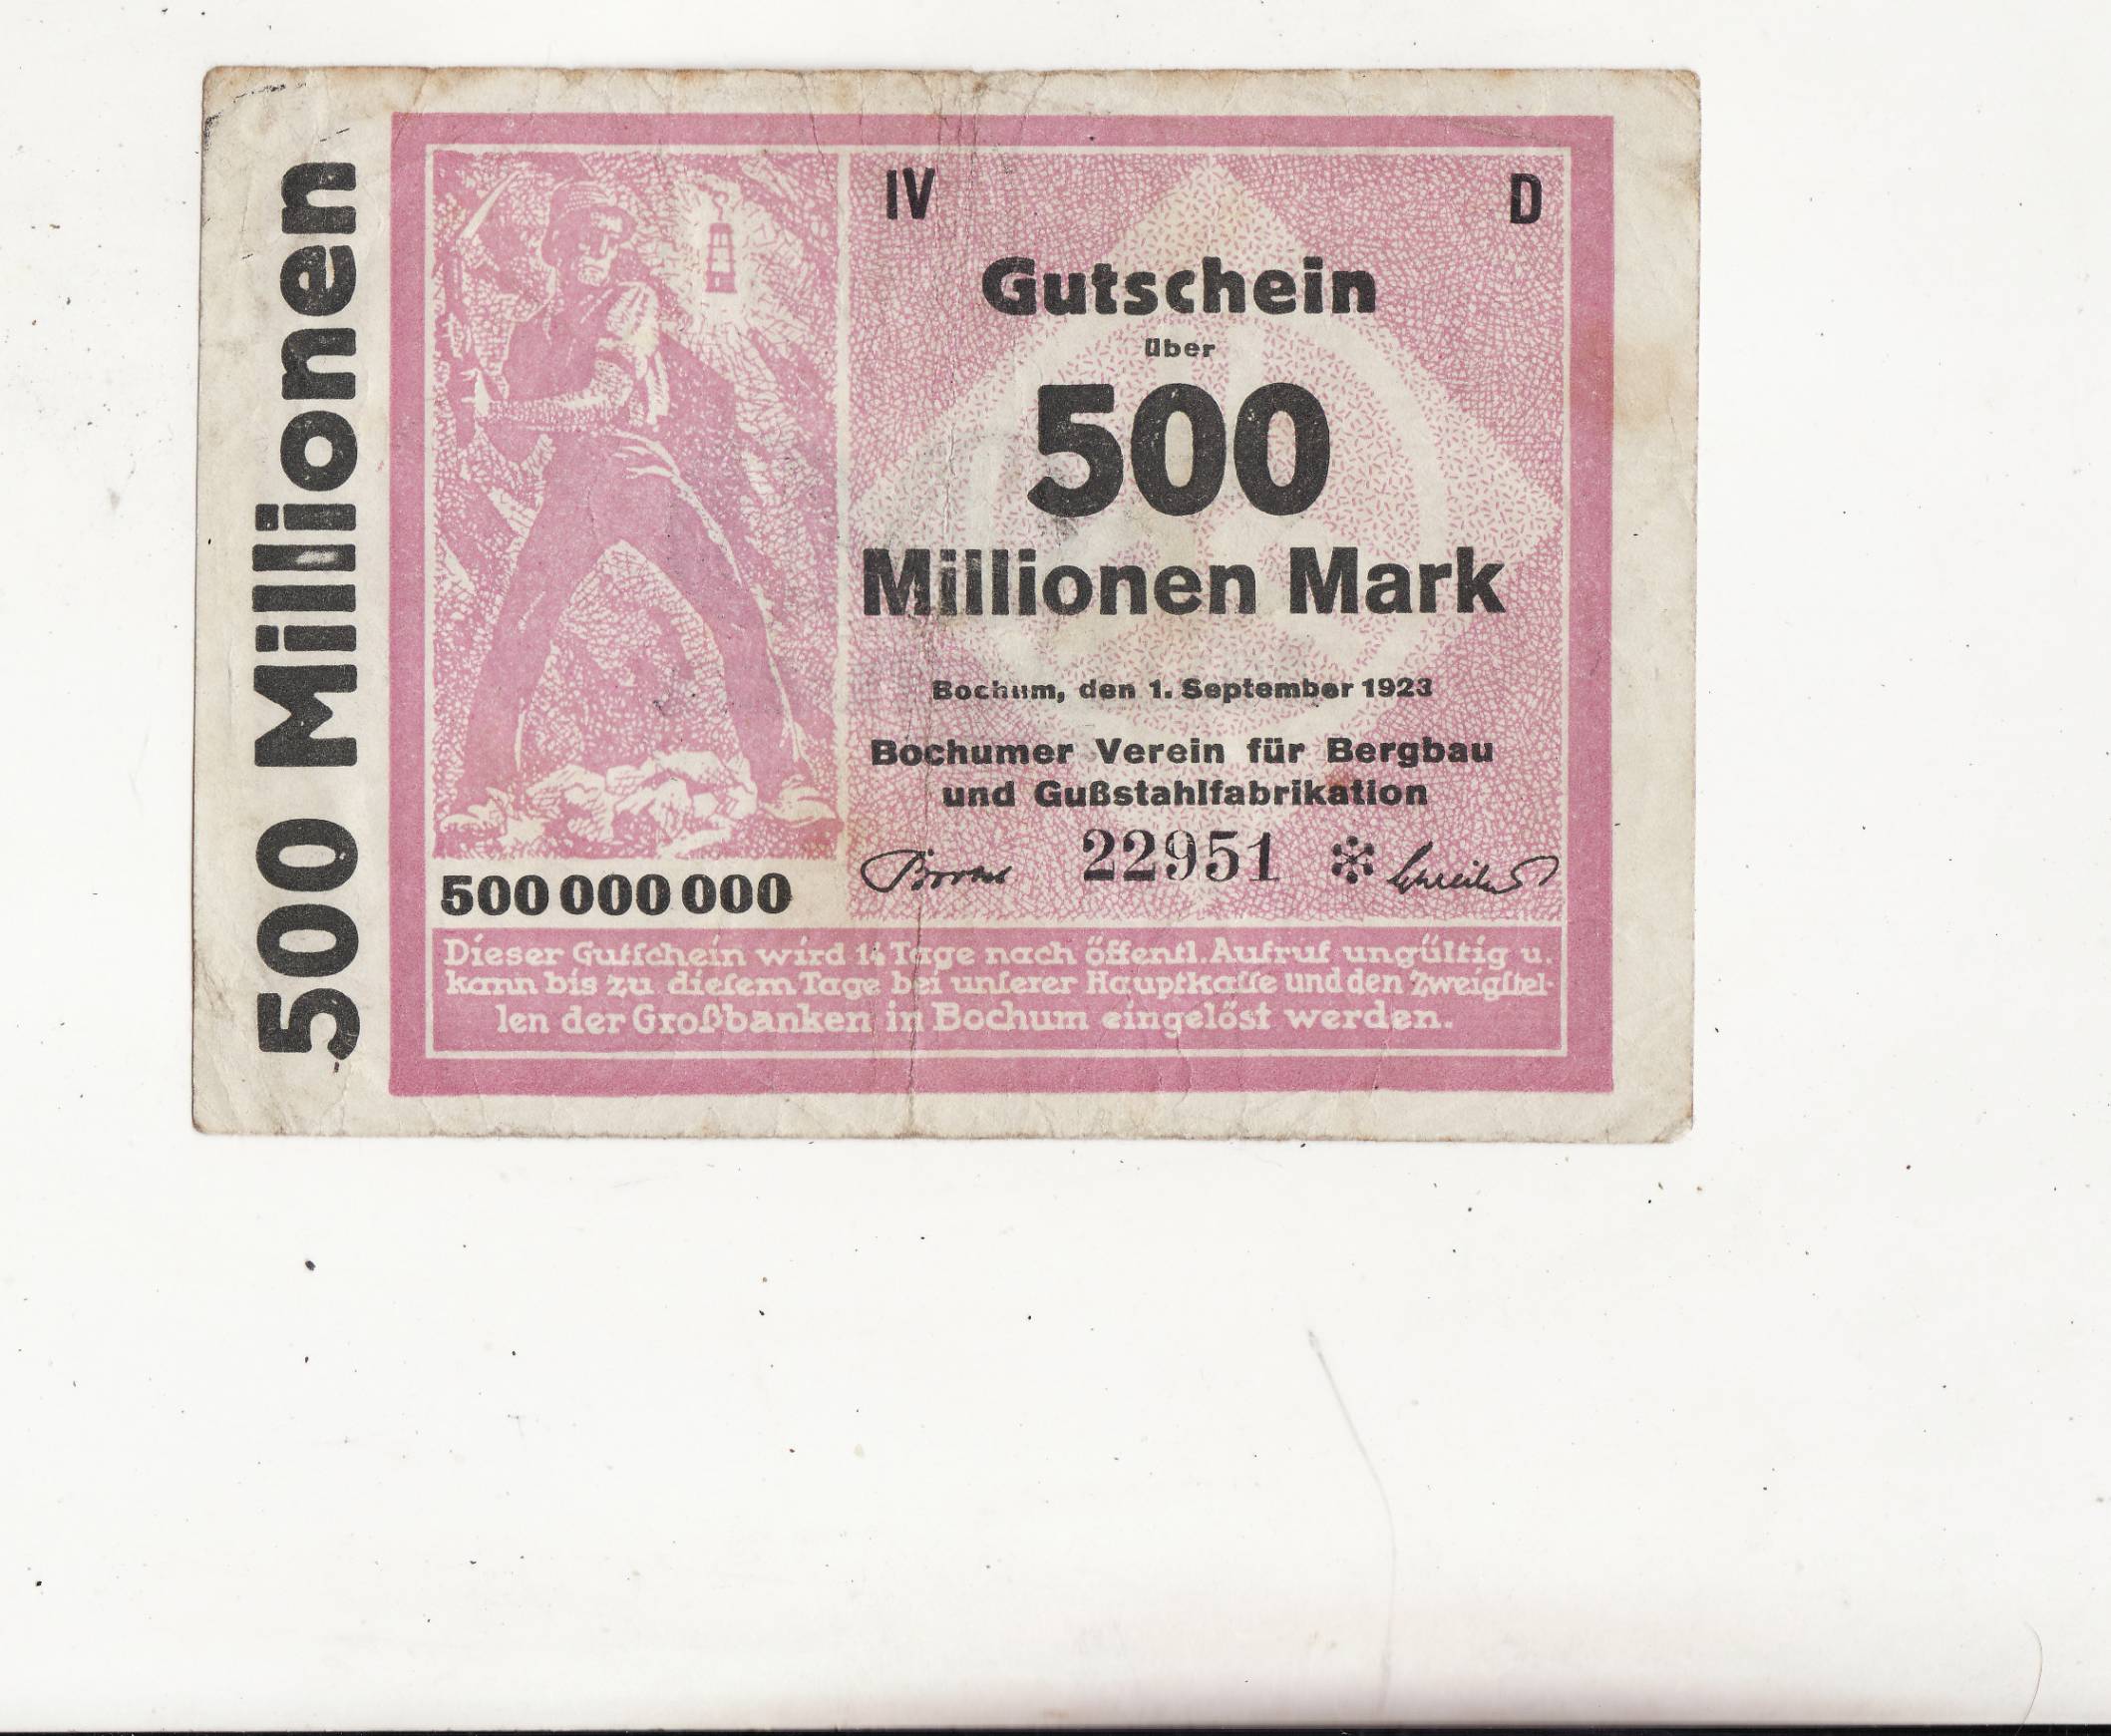 500 Millionen
IV
D
Gutschein
über
500
Millionen Mark
Bochum, den 1. September 1923
Bochumer Verein für Bergbau
und Gußstahlfabrikation
22951 *
500 000 000
Dieser Gutſchein wird 14 Tage nach öffentl. Aufruf ungültig u.
kann bis zu dieſem Tage bei unſerer Hauptkaſſe und den Zweigſtel-
len der Großbanken in Bochum eingelöst werden.